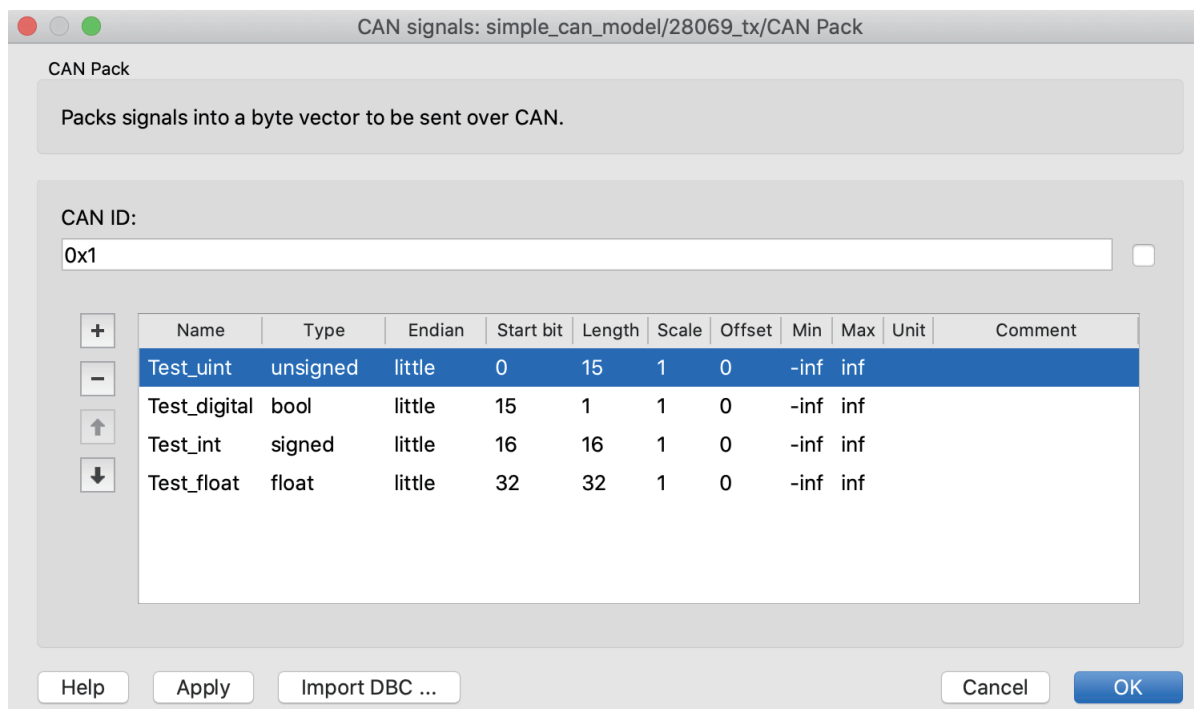 CAN signals: simple_can_model/28069_tx/CAN Pack
CAN Pack
Packs signals into a byte vector to be sent over CAN.
CAN ID:
0x1
Name Type Endian Start bit Length Scale Offset Min Max Unit Comment
Test_uint unsigned little 0 15 1 0 -inf inf
Test_digital bool little 15 1 1 0 -inf inf
Test_int signed little 16 16 1 0 -inf inf
Test_float float little 32 32 1 0 -inf inf
Help Apply Import DBC ... Cancel OK